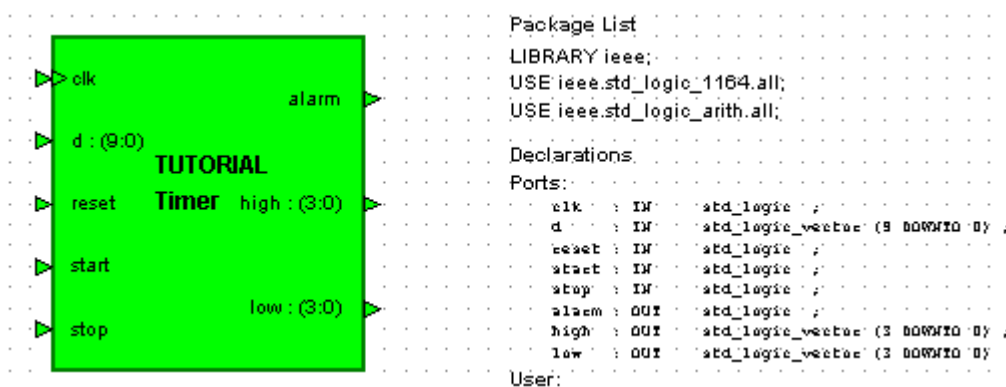 clk
alarm
d : (9:0)
TUTORIAL
reset
Timer
high : (3:0)
start
low : (3:0)
stop
Package List
LIBRARY ieee;
USE ieee.std_logic_1164.all;
USE ieee.std_logic_arith.all;
Declarations
Ports:
clk : IN std_logic ;
d : IN std_logic_vector (9 DOWNTO 0) ;
reset : IN std_logic ;
start : IN std_logic ;
stop : IN std_logic ;
alarm : OUT std_logic ;
high : OUT std_logic_vector (3 DOWNTO 0) ;
low : OUT std_logic_vector (3 DOWNTO 0)
User: